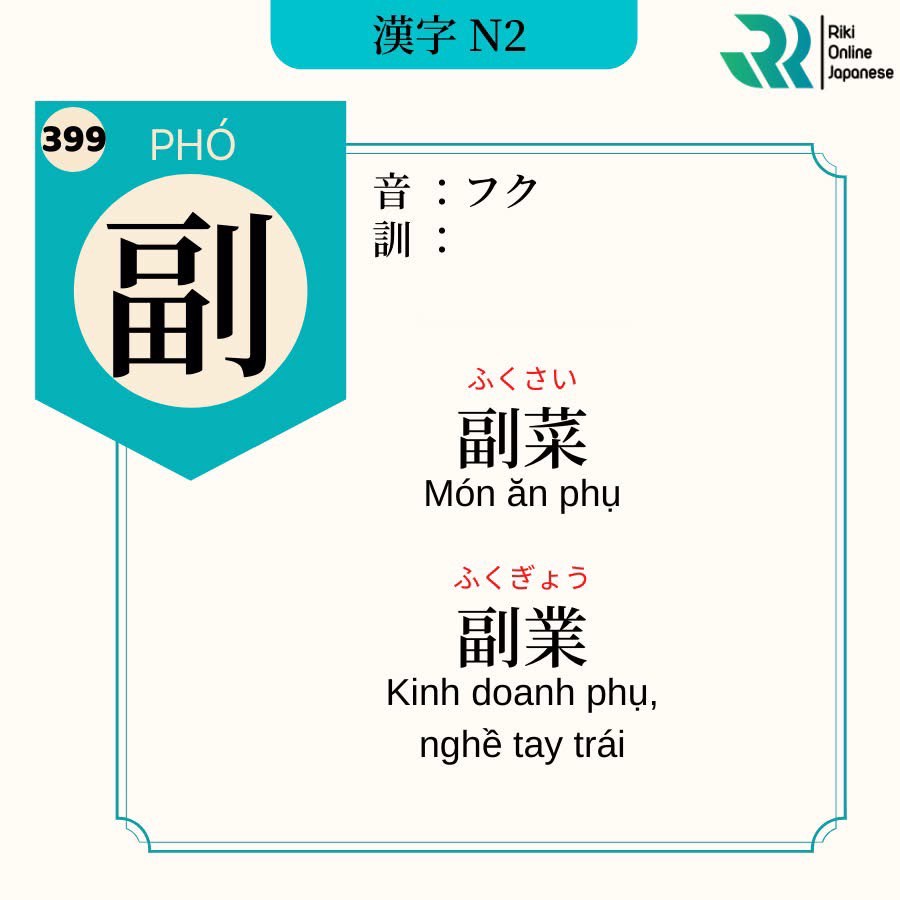 漢字 N2
Riki
Online
Japanese
399
PHÓ
副
音 ：フク
訓 ：
ふくさい
副菜
Món ăn phụ
ふくぎょう
副業
Kinh doanh phụ,
nghề tay trái